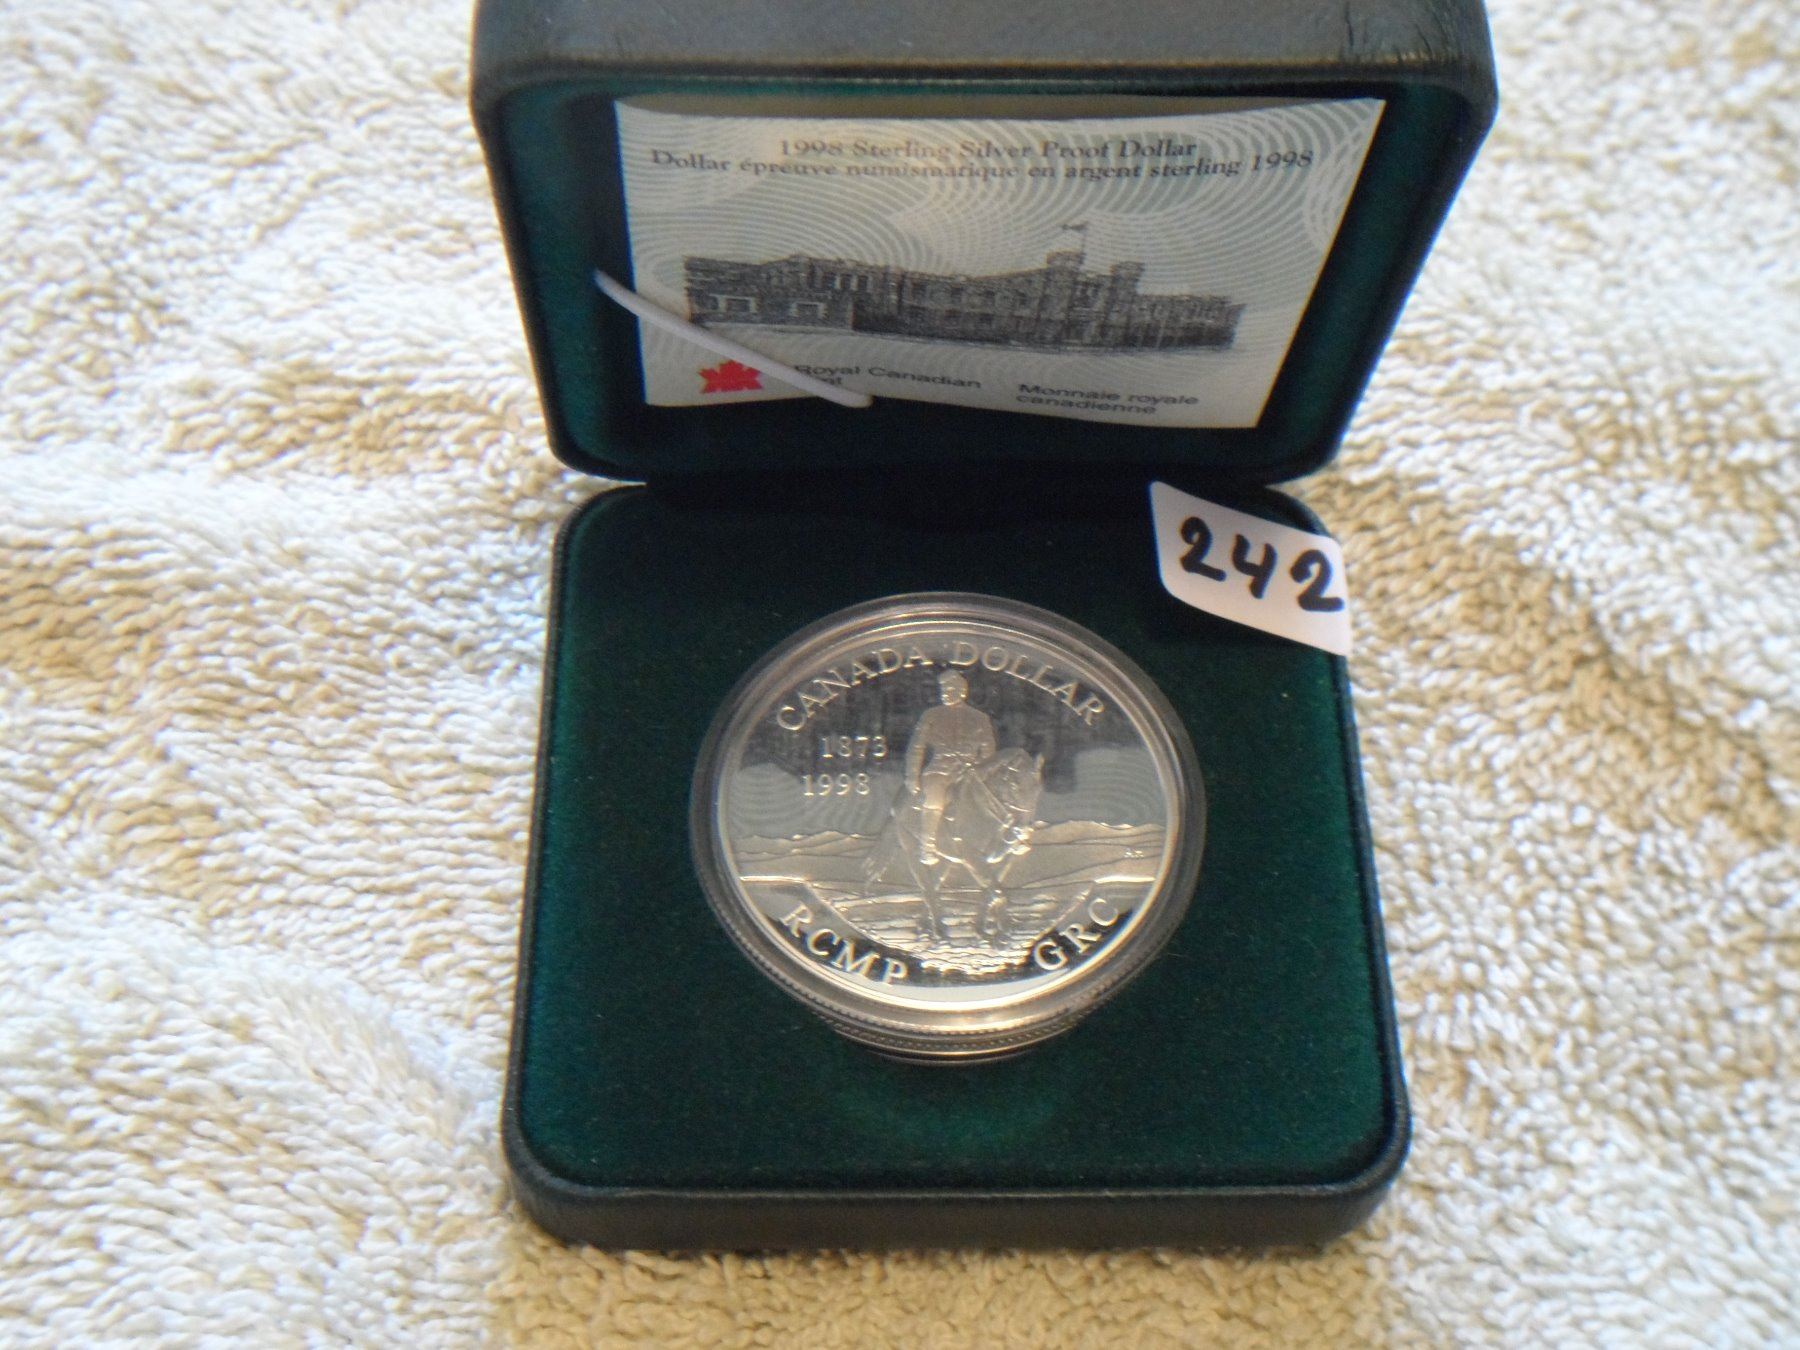 1998 Sterling Silver Proof Dollar
Dollar épreuve numismatique en argent sterling 1998
Royal Canadian
Monnaie royale
canadienne
242
CANADA DOLLAR
1873
1998
RCMP GRC